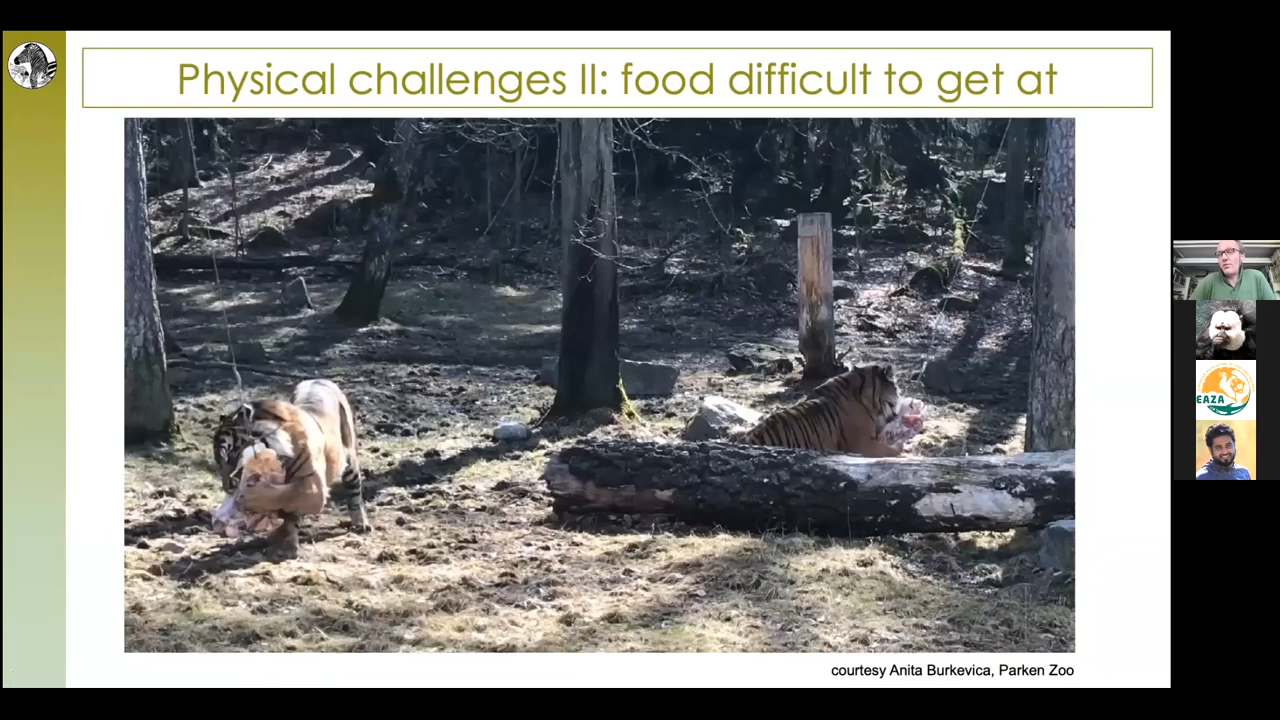 Physical challenges II: food difficult to get at
courtesy Anita Burkevica, Parken Zoo
EAZA